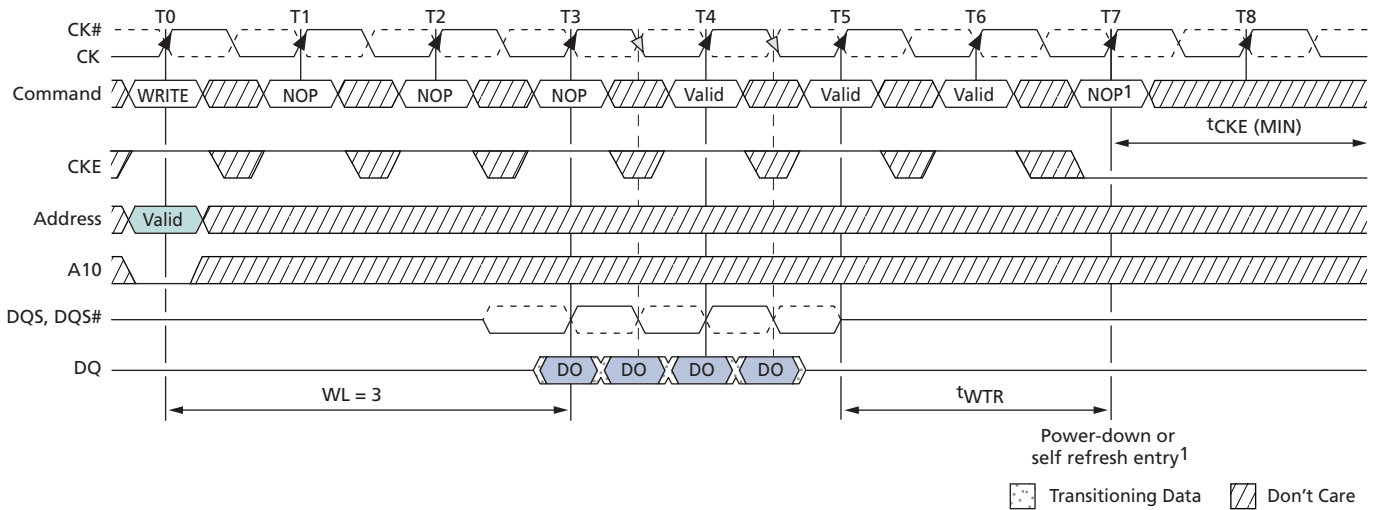 T0 T1 T2 T3 T4 T5 T6 T7 T8
CK#
CK
Command WRITE NOP NOP NOP Valid Valid Valid NOP1
tCKE (MIN)
CKE
Address Valid
A10
DQS, DQS#
DQ DO DO DO DO
WL = 3 tWTR
Power-down or
self refresh entry1
Transitioning Data Don't Care